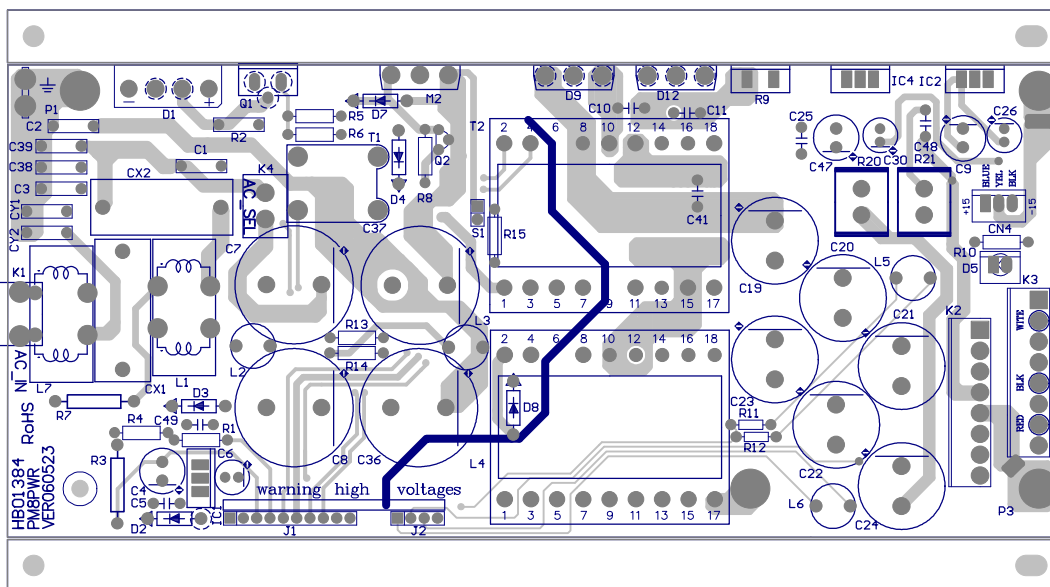 P1
D1
Q1
R2
R5
R6
D7
M2
T1
T2
C10
C11
D9
D12
R9
IC4 IC2
C25
C26
C47
R20
C30
R21
C48
C9
C2
C39
C38
C3
CY1
CY2
C1
CX2
K4
AC_SEL
D4
R8
Q2
C37
C7
S1
R15
C41
2 4 6 8 10 12 14 16 18
1 3 5 7 9 11 13 15 17
BLUE
YEL
BLK
+15
-15
CN4
R10
D5
K3
K2
C19
C20
L5
C21
K1
AC_IN
L7
L1
CX1
L2
L3
R13
R14
2 4 6 8 10 12 14 16 18
1 3 5 7 9 11 13 15 17
D8
L4
C23
R11
R12
C22
L6
C24
P3
WHITE
BLK
RED
R7
D3
C49
R4
R1
R3
C4
C5
C6
IC1
D2
C8
C36
warning high voltages
J1
J2
HB01384 RoHS
PM8PWR
VER060523